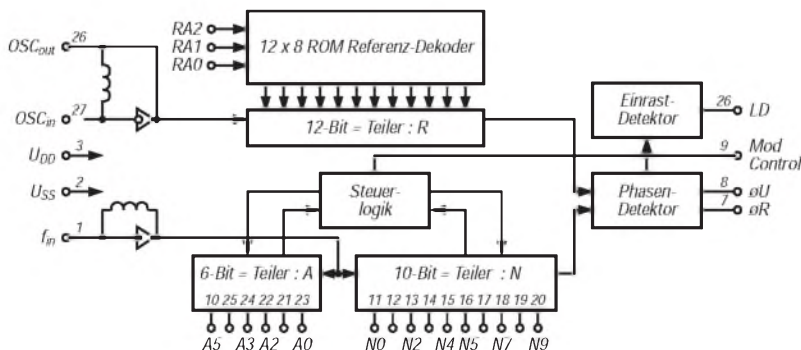 RA2
RA1
RA0
12 x 8 ROM Referenz-Dekoder
OSCout 26
OSCin 27
12-Bit = Teiler : R
Einrast-
Detektor
26 LD
UDD 3
USS 2
fin 1
Steuer-
logik
9 Mod
Control
Phasen-
Detektor
8 øU
7 øR
6-Bit = Teiler : A
10-Bit = Teiler : N
10 25 24 22 21 23
11 12 13 14 15 16 17 18 19 20
A5 A3 A2 A0
N0 N2 N4 N5 N7 N9